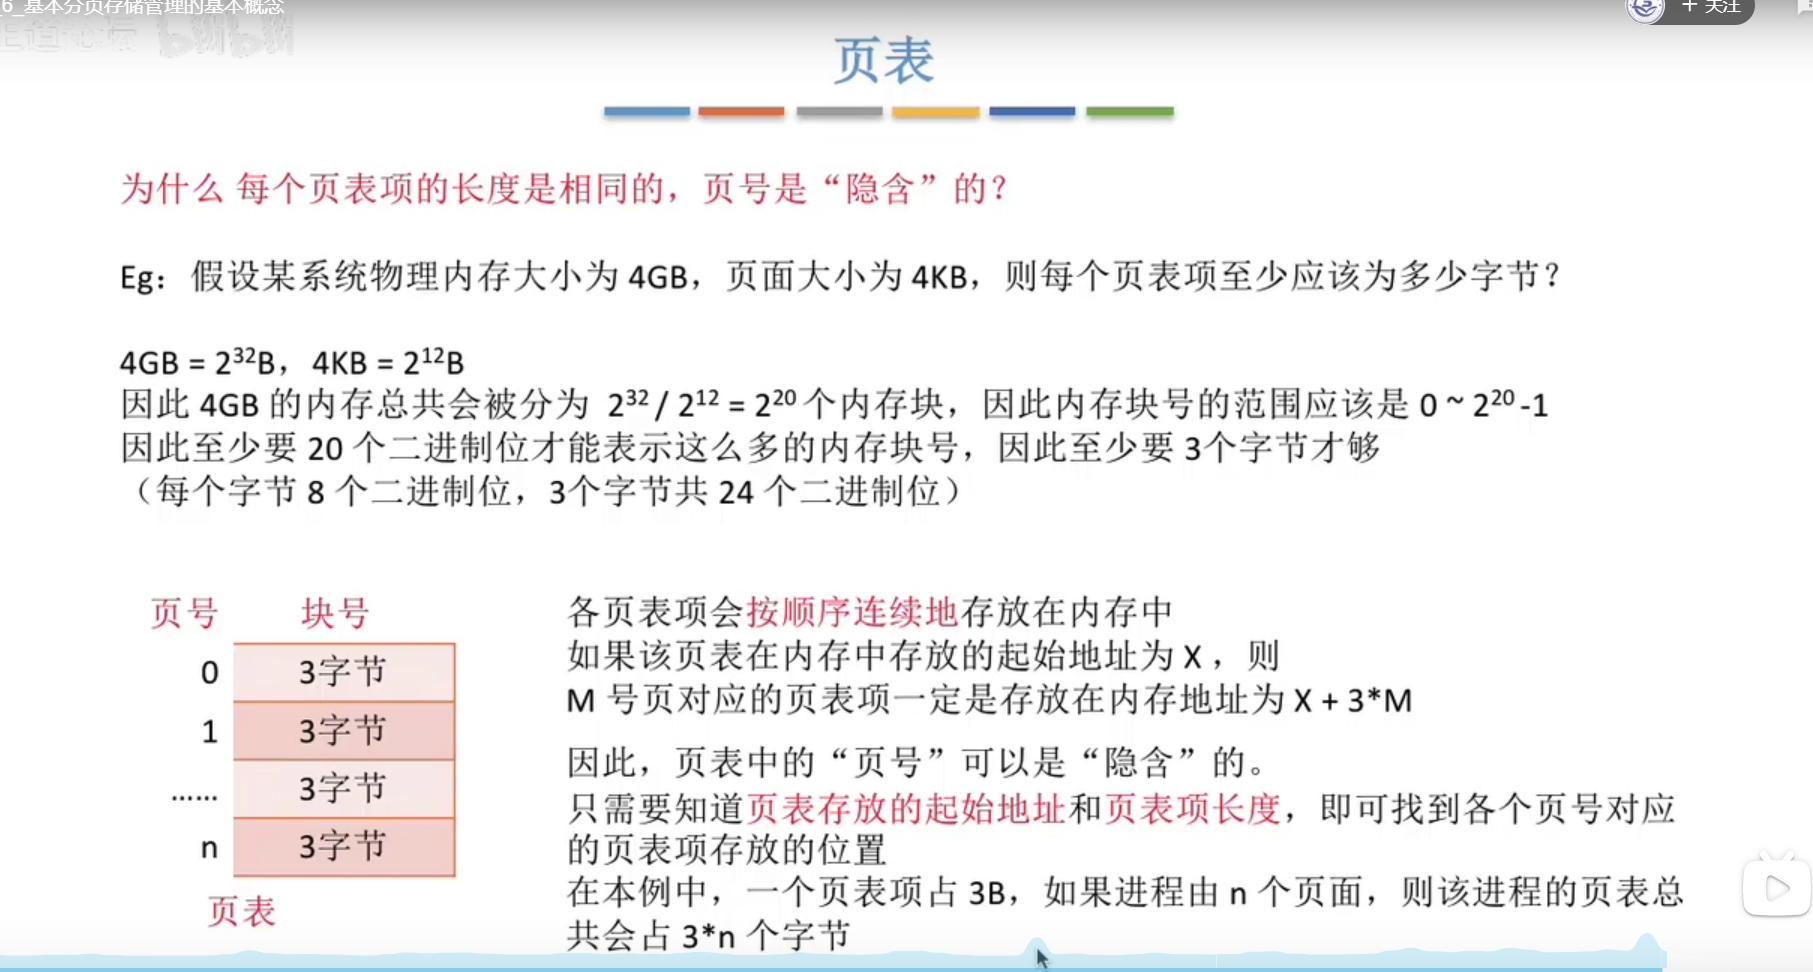 6_基本分页存储管理的基本概念
+ 关注
王道论坛 bilibili
页表
为什么 每个页表项的长度是相同的，页号是“隐含”的？
Eg：假设某系统物理内存大小为 4GB，页面大小为 4KB，则每个页表项至少应该为多少字节？
4GB = 2³²B，4KB = 2¹²B
因此 4GB 的内存总共会被分为 2³² / 2¹² = 2²⁰ 个内存块，因此内存块号的范围应该是 0 ~ 2²⁰ -1
因此至少要 20 个二进制位才能表示这么多的内存块号，因此至少要 3个字节才够
（每个字节 8 个二进制位，3个字节共 24 个二进制位）
页号 块号
0 3字节
1 3字节
…… 3字节
n 3字节
页表
各页表项会按顺序连续地存放在内存中
如果该页表在内存中存放的起始地址为 X ，则
M 号页对应的页表项一定是存放在内存地址为 X + 3*M
因此，页表中的“页号”可以是“隐含”的。
只需要知道页表存放的起始地址和页表项长度，即可找到各个页号对应
的页表项存放的位置
在本例中，一个页表项占 3B，如果进程由 n 个页面，则该进程的页表总
共会占 3*n 个字节